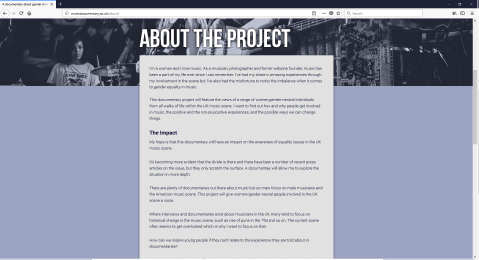 A documentary about gender in
musicdocumentary.co.uk/about/
Search
ABOUT THE PROJECT
I'm a woman and I love music. As a musician, photographer and former webzine founder, music has
been a part of my life ever since I can remember. I've had my share of amazing experiences through
my involvement in the scene but I've also had the misfortune to notice the imbalance when it comes
to gender equality in music.
This documentary project will feature the views of a range of women/gender-neutral individuals
from all walks of life within the UK music scene. I want to find out how and why people get involved
in music, the positive and the not-so-positive experiences, and the possible ways we can change
things.
The Impact
My hope is that this documentary will have an impact on the awareness of equality issues in the UK
music scene.
It's becoming more evident that the divide is there and there have been a number of recent press
articles on the issue, but they only scratch the surface. A documentary will allow me to explore the
situation in more depth.
There are plenty of documentaries out there about music but so many focus on male musicians and
the American music scene. This project will give women/gender-neutral people involved in the UK
scene a voice.
Where interviews and documentaries exist about musicians in the UK, many tend to focus on
historical change in the music scene, such as rise of punk in the '70s and so on. The current scene
often seems to get overlooked which is why I want to focus on that.
How can we inspire young people if they can't relate to the experiences they are told about in
documentaries?